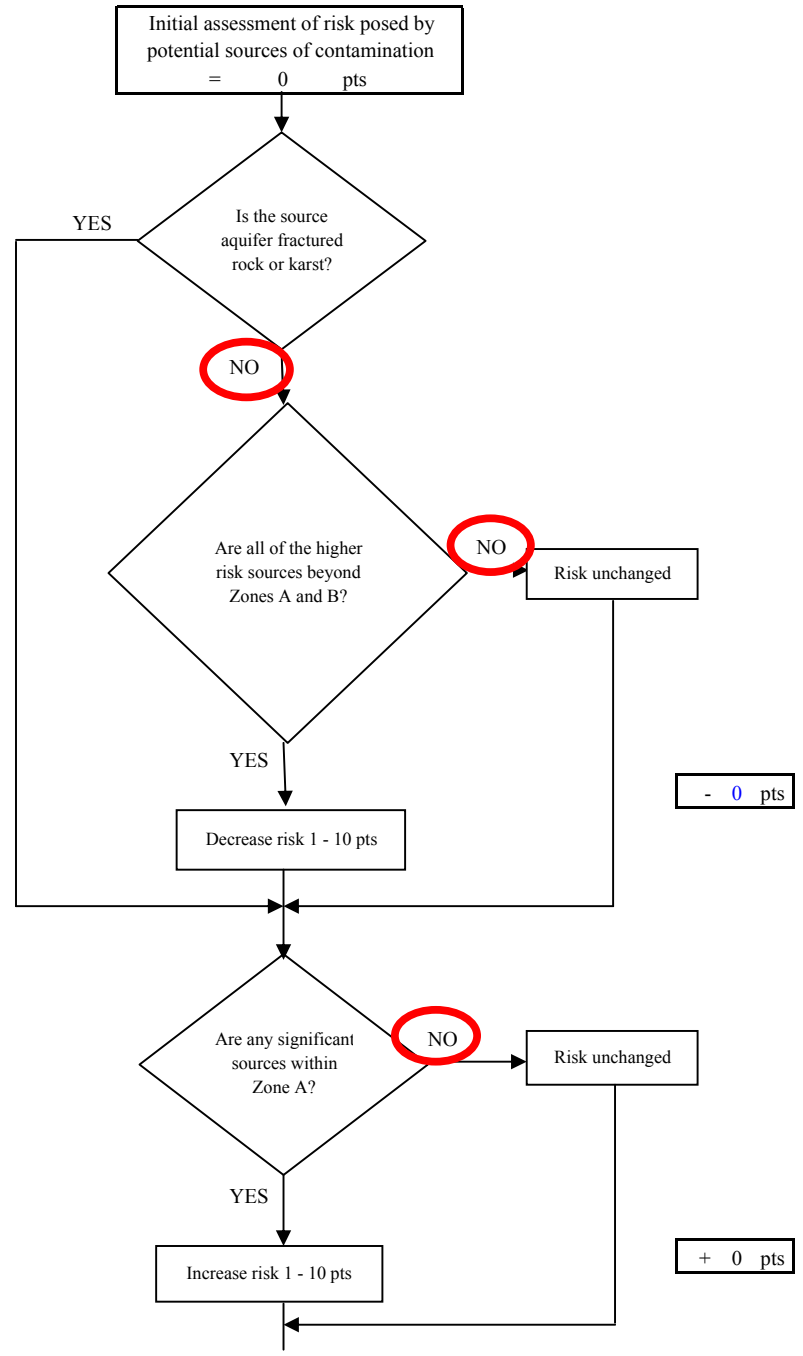 Initial assessment of risk posed by
potential sources of contamination
= 0 pts
YES
Is the source
aquifer fractured
rock or karst?
NO
Are all of the higher
risk sources beyond
Zones A and B?
NO
Risk unchanged
YES
- 0 pts
Decrease risk 1 - 10 pts
Are any significant
sources within
Zone A?
NO
Risk unchanged
YES
+ 0 pts
Increase risk 1 - 10 pts